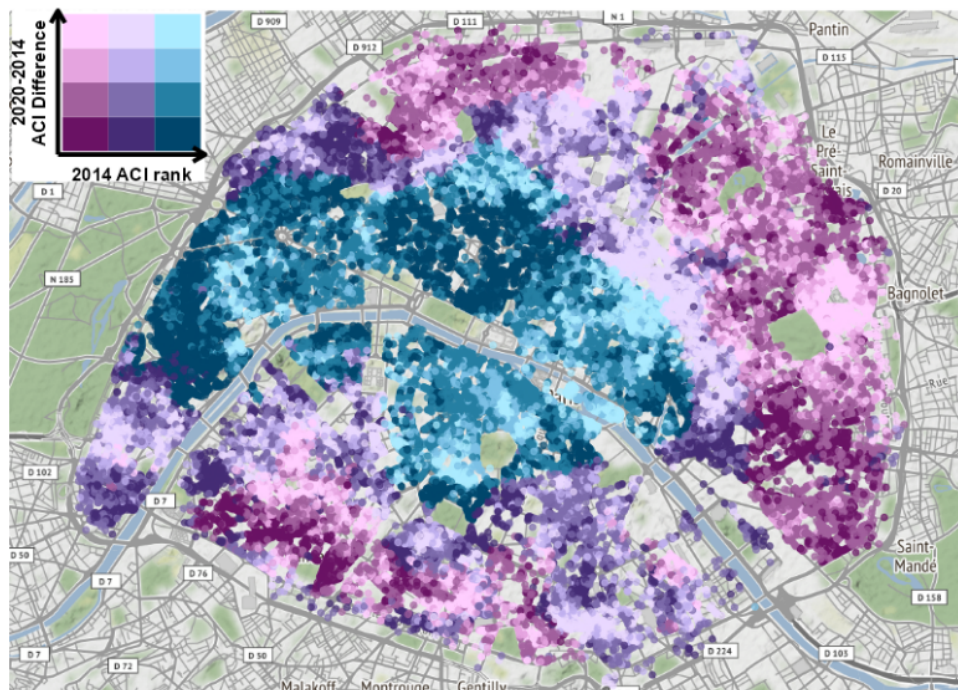 D 909
D 111
N 1
Pantin
D 912
D 115
2020-2014
ACI Difference
2014 ACI rank
Le
Pré-
Saint-
Romainville
D 1
D 20
N 185
Bagnolet
Rue
D 102
D 7
D 50
Saint-
Mandé
D 76
D 7
D 158
D 7
D 72
D 50
D 224
D 103
Malakoff
Montrouge
Gentilly